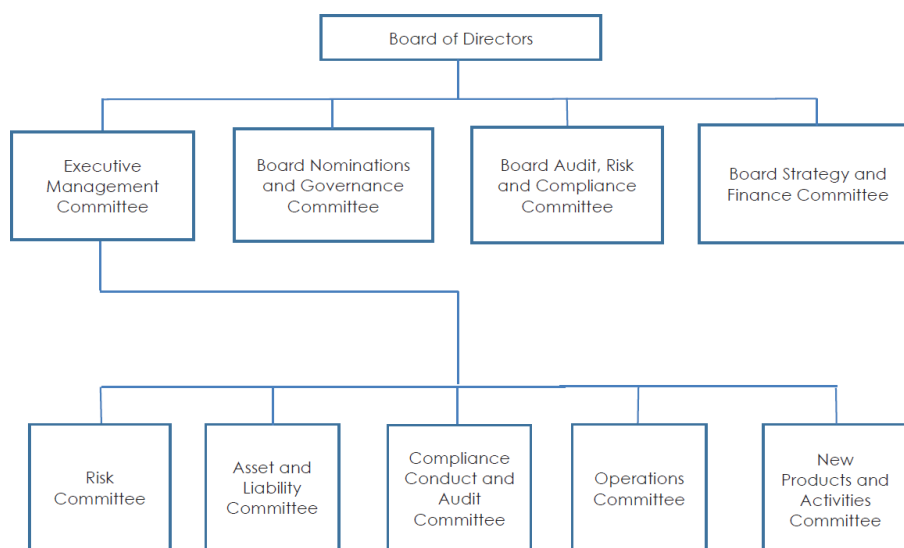 Board of Directors
Executive
Management
Committee
Board Nominations
and Governance
Committee
Board Audit, Risk
and Compliance
Committee
Board Strategy and
Finance Committee
Risk
Committee
Asset and
Liability
Committee
Compliance
Conduct and
Audit
Committee
Operations
Committee
New
Products and
Activities
Committee